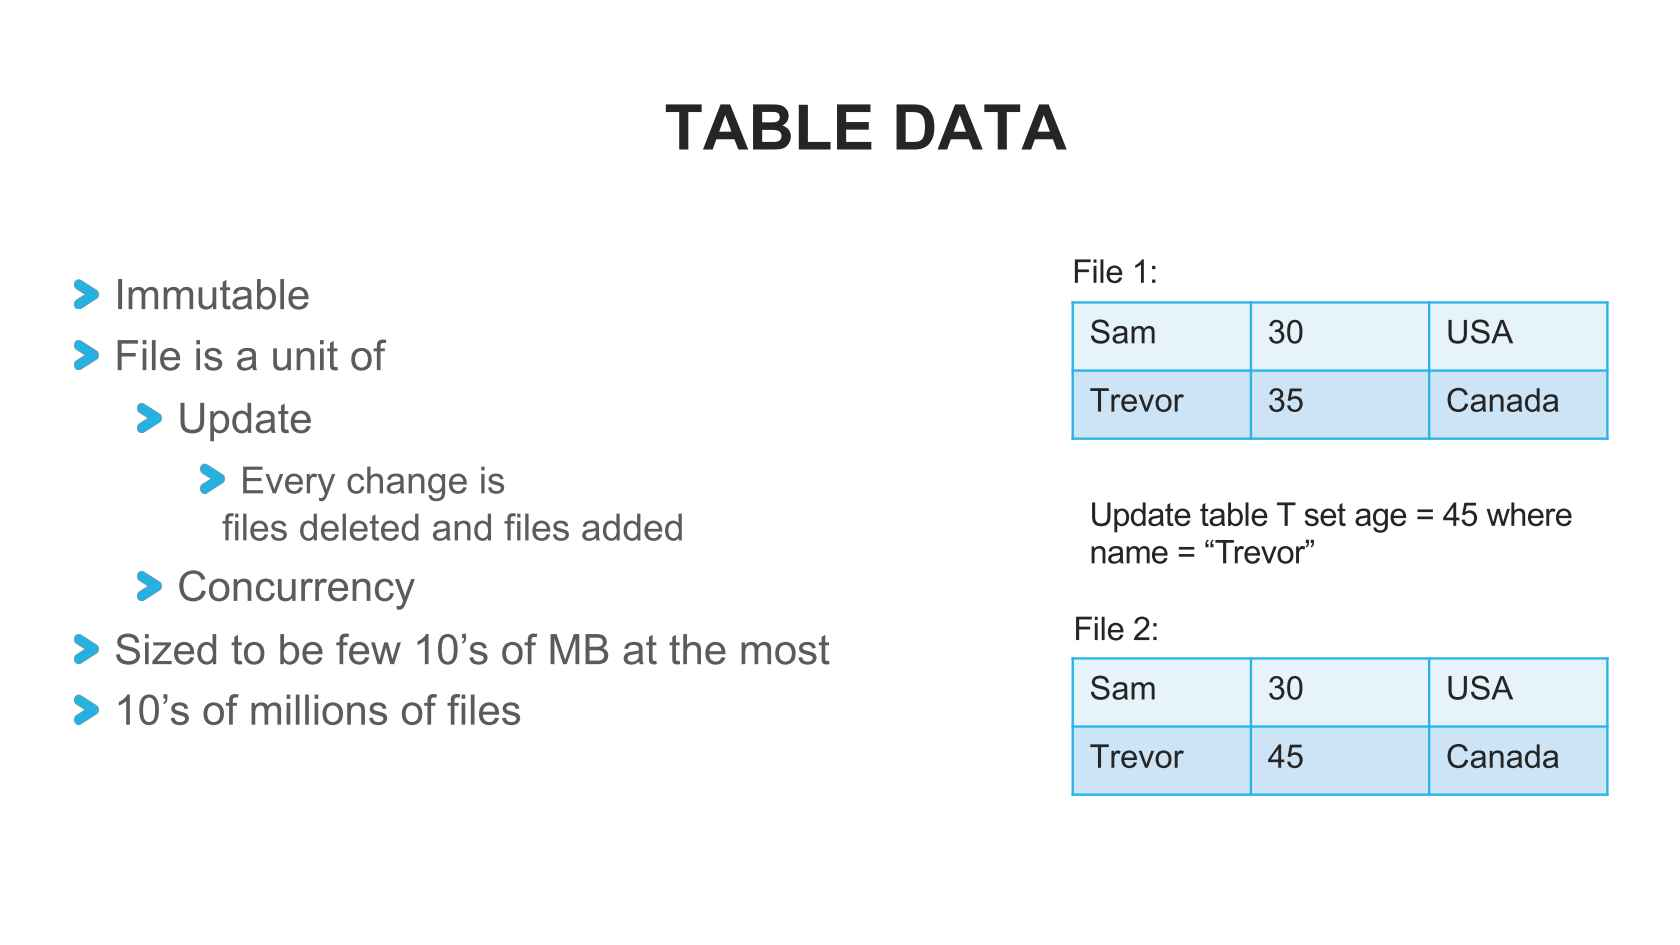 TABLE DATA
Immutable
File is a unit of
Update
Every change is
files deleted and files added
Concurrency
Sized to be few 10’s of MB at the most
10’s of millions of files
File 1:
Sam 30 USA
Trevor 35 Canada
Update table T set age = 45 where
name = “Trevor”
File 2:
Sam 30 USA
Trevor 45 Canada